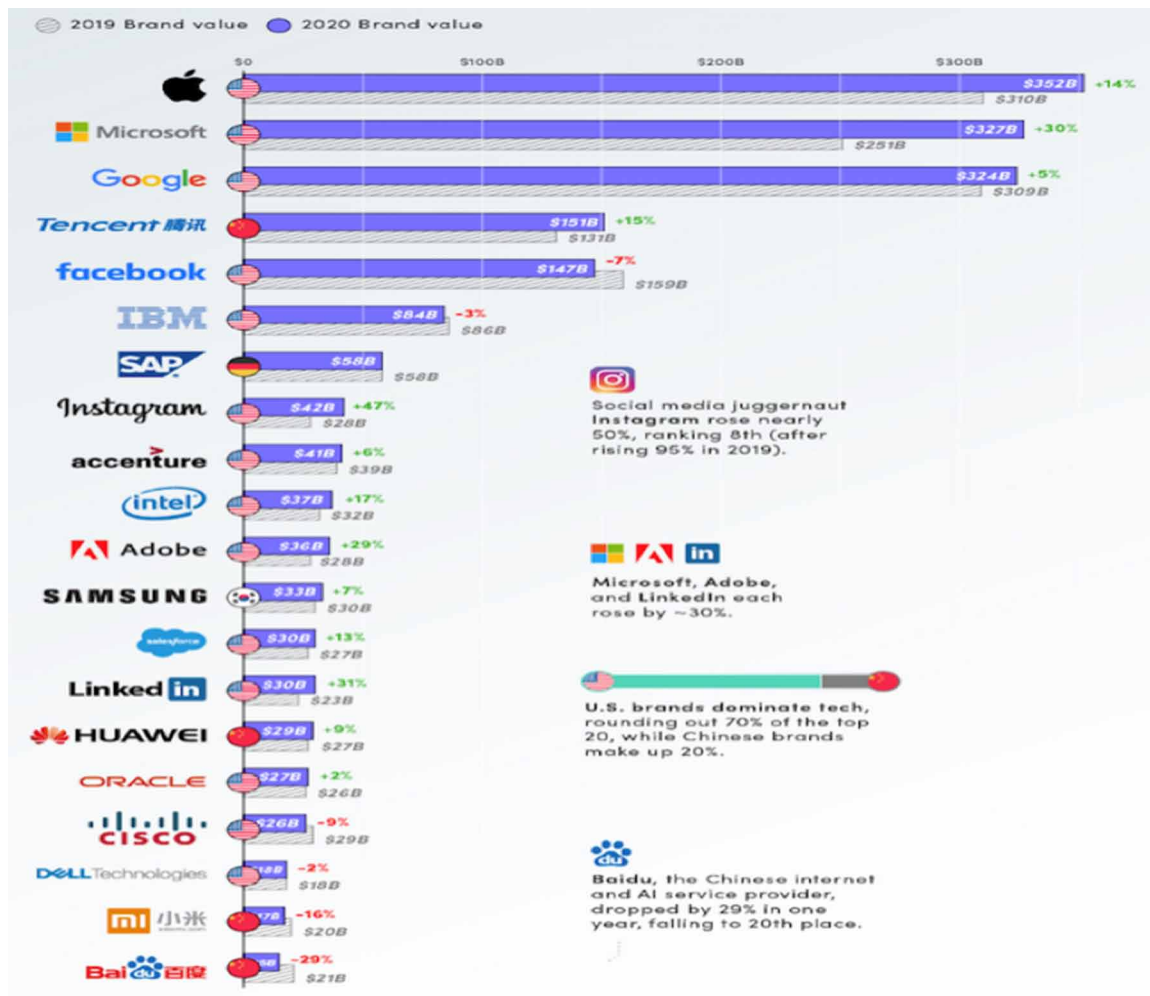 2019 Brand value 2020 Brand value
$0 $100B $200B $300B
$352B +14%
$310B
Microsoft $327B +30%
$251B
Google $324B +5%
$309B
Tencent 腾讯 $151B +15%
$131B
facebook $147B -7%
$159B
IBM $84B -3%
$86B
SAP $58B
$58B
Instagram $42B +47%
$28B
accenture $41B +6%
$39B
intel $37B +17%
$32B
Adobe $36B +29%
$28B
SAMSUNG $33B +7%
$30B
salesforce $30B +13%
$27B
Linked in $30B +31%
$23B
HUAWEI $29B +9%
$27B
ORACLE $27B +2%
$26B
CISCO $26B -9%
$29B
DELL Technologies 18B -2%
$18B
mi 小米 17B -16%
$20B
Bai du 百度 -29%
$21B
Social media juggernaut
Instagram rose nearly
50%, ranking 8th (after
rising 95% in 2019).
in
Microsoft, Adobe,
and LinkedIn each
rose by ~30%.
U.S. brands dominate tech,
rounding out 70% of the top
20, while Chinese brands
make up 20%.
du
Baidu, the Chinese internet
and AI service provider,
dropped by 29% in one
year, falling to 20th place.